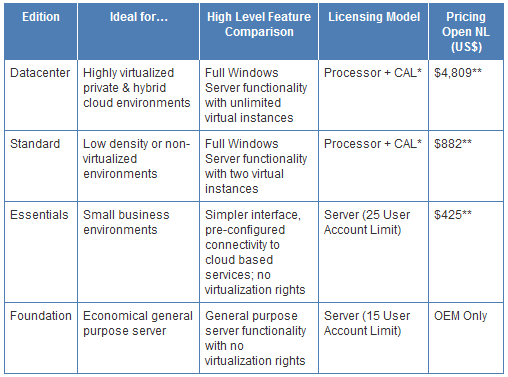 Edition
Ideal for…
High Level Feature
Comparison
Licensing Model
Pricing
Open NL
(US$)
Datacenter
Highly virtualized
private & hybrid
cloud environments
Full Windows
Server functionality
with unlimited
virtual instances
Processor + CAL*
$4,809**
Standard
Low density or non-
virtualized
environments
Full Windows
Server functionality
with two virtual
instances
Processor + CAL*
$882**
Essentials
Small business
environments
Simpler interface,
pre-configured
connectivity to
cloud based
services; no
virtualization rights
Server (25 User
Account Limit)
$425**
Foundation
Economical general
purpose server
General purpose
server functionality
with no
virtualization rights
Server (15 User
Account Limit)
OEM Only